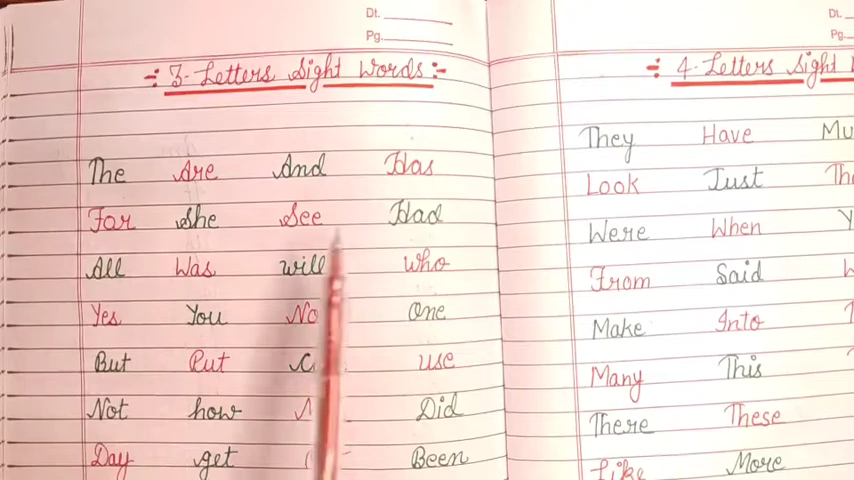 Dt.
Pg.
÷ 3-Letters Sight Words :-
The Are And Has
For She See Had
All Was will who
Yes You One
But Put use
Not how Did
Day get Been
Dt.
Pg.
÷ 4-Letters Sight
They Have
Look Just
Were When
From Said
Make Into
Many This
There These
Like More